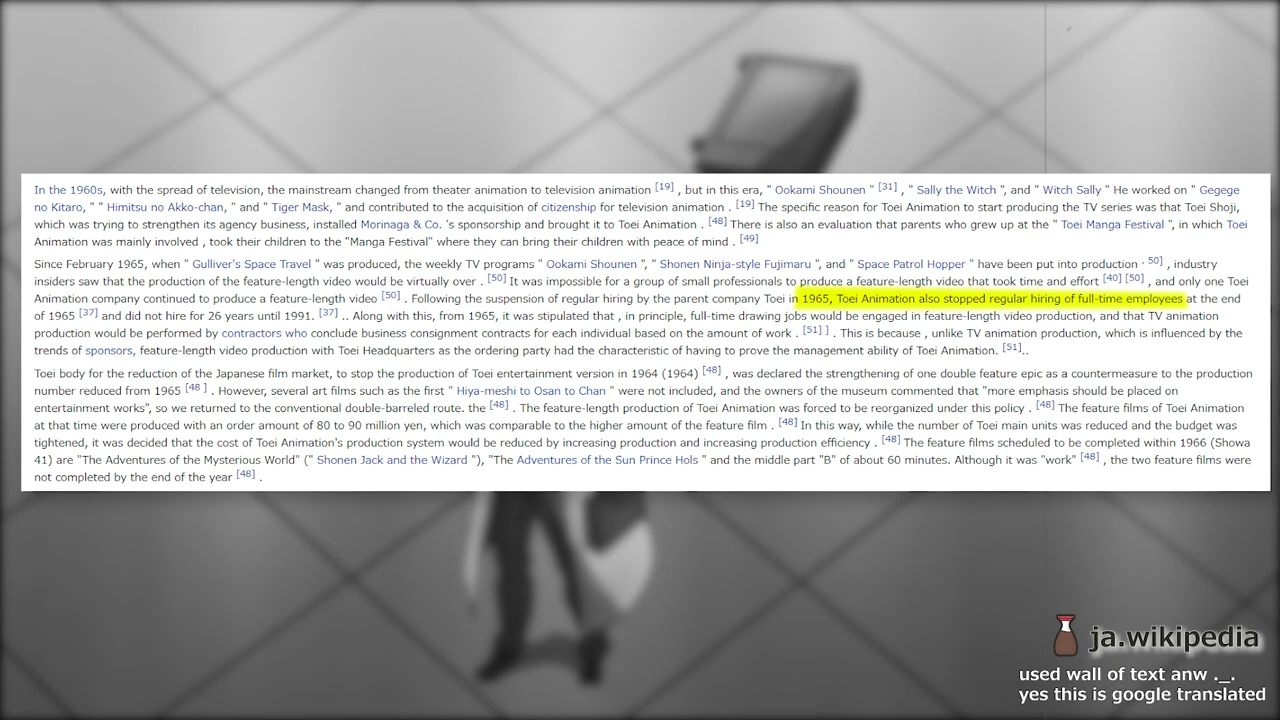 In the 1960s, with the spread of television, the mainstream changed from theater animation to television animation [19] , but in this era, " Ookami Shounen " [31] , " Sally the Witch ", and " Witch Sally " He worked on " Gegege
no Kitaro, " " Himitsu no Akko-chan, " and " Tiger Mask, " and contributed to the acquisition of citizenship for television animation . [19] The specific reason for Toei Animation to start producing the TV series was that Toei Shoji,
which was trying to strengthen its agency business, installed Morinaga & Co. 's sponsorship and brought it to Toei Animation . [48] There is also an evaluation that parents who grew up at the " Toei Manga Festival ", in which Toei
Animation was mainly involved , took their children to the "Manga Festival" where they can bring their children with peace of mind . [49]
Since February 1965, when " Gulliver's Space Travel " was produced, the weekly TV programs " Ookami Shounen ", " Shonen Ninja-style Fujimaru ", and " Space Patrol Hopper " have been put into production · 50] , industry
insiders saw that the production of the feature-length video would be virtually over . [50] It was impossible for a group of small professionals to produce a feature-length video that took time and effort [40] [50] , and only one Toei
Animation company continued to produce a feature-length video [50] . Following the suspension of regular hiring by the parent company Toei in 1965, Toei Animation also stopped regular hiring of full-time employees at the end
of 1965 [37] and did not hire for 26 years until 1991. [37] .. Along with this, from 1965, it was stipulated that , in principle, full-time drawing jobs would be engaged in feature-length video production, and that TV animation
production would be performed by contractors who conclude business consignment contracts for each individual based on the amount of work . [51] ] . This is because , unlike TV animation production, which is influenced by the
trends of sponsors, feature-length video production with Toei Headquarters as the ordering party had the characteristic of having to prove the management ability of Toei Animation. [51]..
Toei body for the reduction of the Japanese film market, to stop the production of Toei entertainment version in 1964 (1964) [48] , was declared the strengthening of one double feature epic as a countermeasure to the production
number reduced from 1965 [48 ] . However, several art films such as the first " Hiya-meshi to Osan to Chan " were not included, and the owners of the museum commented that "more emphasis should be placed on
entertainment works", so we returned to the conventional double-barreled route. the [48] . The feature-length production of Toei Animation was forced to be reorganized under this policy . [48] The feature films of Toei Animation
at that time were produced with an order amount of 80 to 90 million yen, which was comparable to the higher amount of the feature film . [48] In this way, while the number of Toei main units was reduced and the budget was
tightened, it was decided that the cost of Toei Animation's production system would be reduced by increasing production and increasing production efficiency . [48] The feature films scheduled to be completed within 1966 (Showa
41) are "The Adventures of the Mysterious World" (" Shonen Jack and the Wizard "), "The Adventures of the Sun Prince Hols " and the middle part "B" of about 60 minutes. Although it was "work" [48] , the two feature films were
not completed by the end of the year [48] .
ja.wikipedia
used wall of text anw ._.
yes this is google translated